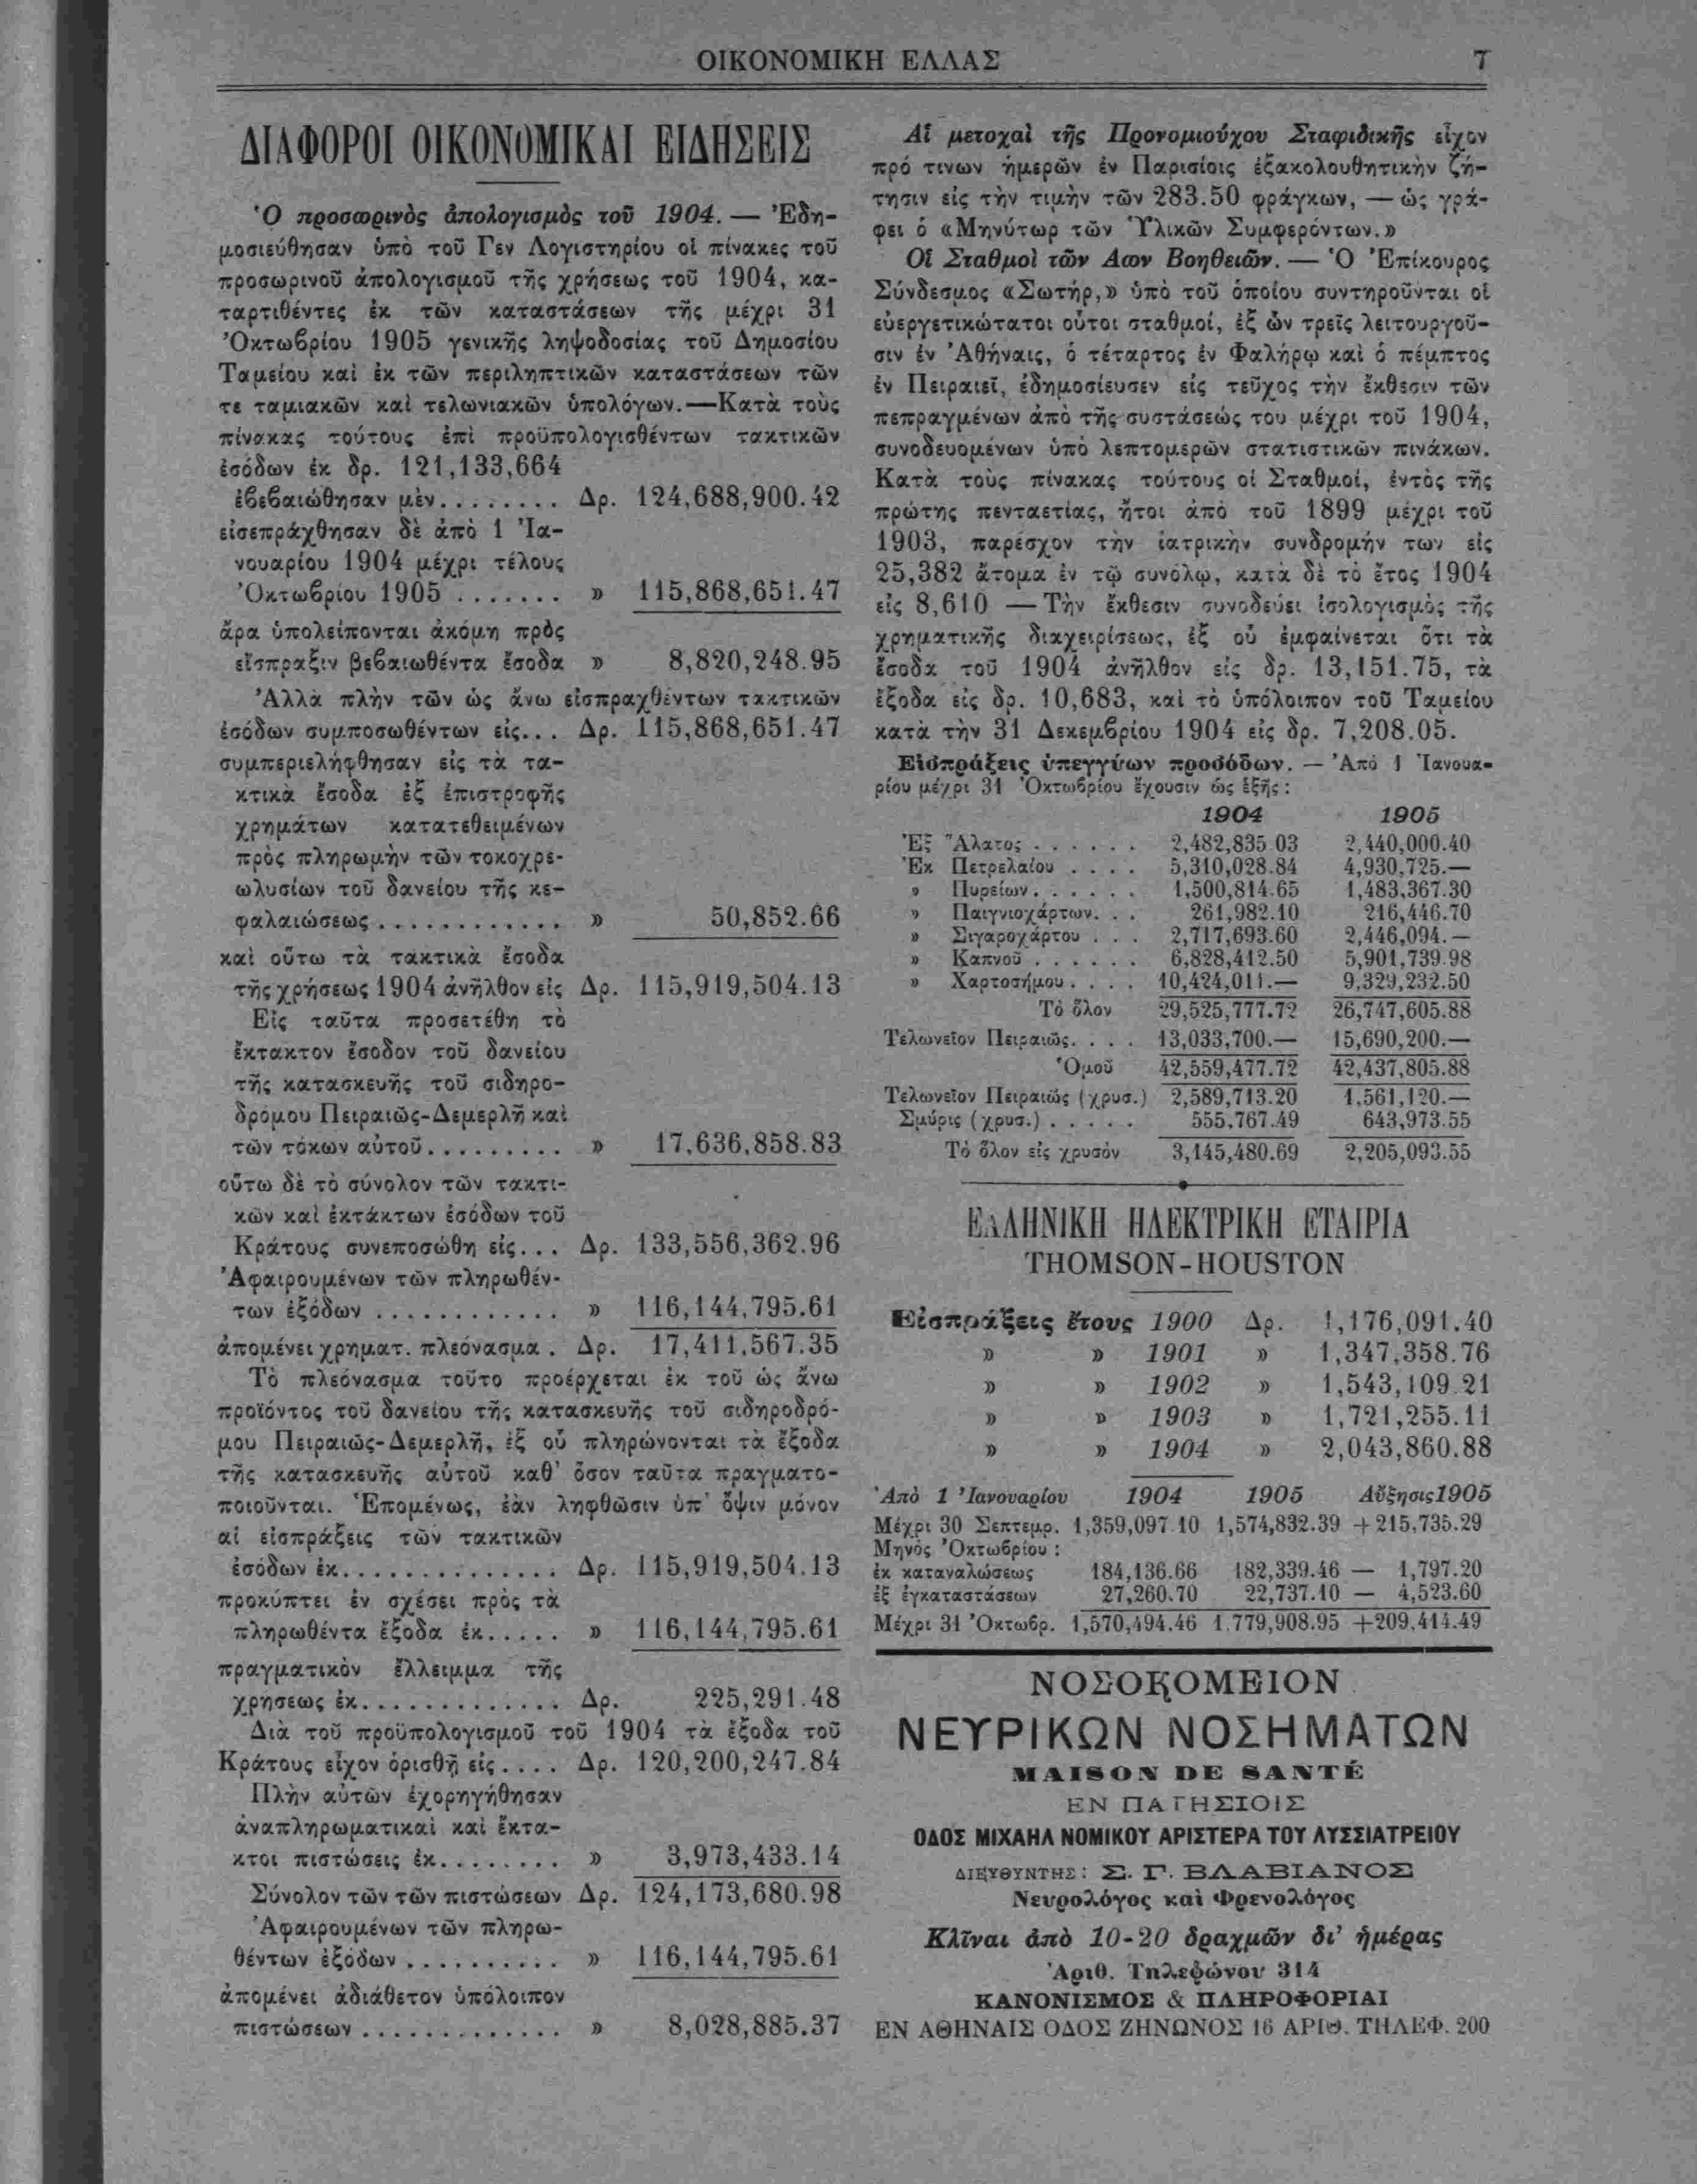 ΟΙΚΟΝΟΜΙΚΗ ΕΛΛΑΣ 7
ΔΙΑΦΟΡΟΙ ΟΙΚΟΝΟΜΙΚΑΙ ΕΙΔΗΣΕΙΣ
Ὁ προσωρινὸς ἀπολογισμὸς τοῦ 1904. — Ἐδη-
μοσιεύθησαν ὑπὸ τοῦ Γεν Λογιστηρίου οἱ πίνακες τοῦ
προσωρινοῦ ἀπολογισμοῦ τῆς χρήσεως τοῦ 1904, κα-
ταρτιθέντες ἐκ τῶν καταστάσεων τῆς μέχρι 31
Ὀκτωβρίου 1905 γενικῆς ληψοδοσίας τοῦ Δημοσίου
Ταμείου καὶ ἐκ τῶν περιληπτικῶν καταστάσεων τῶν
τε ταμιακῶν καὶ τελωνιακῶν ὑπολόγων.—Κατὰ τοὺς
πίνακας τούτους ἐπὶ προϋπολογισθέντων τακτικῶν
ἐσόδων ἐκ δρ. 121,133,664
ἐβεβαιώθησαν μὲν........ Δρ. 124,688,900.42
εἰσεπράχθησαν δὲ ἀπὸ 1 Ἰα-
νουαρίου 1904 μέχρι τέλους
Ὀκτωβρίου 1905 ....... » 115,868,651.47
ἄρα ὑπολείπονται ἀκόμη πρὸς
εἴσπραξιν βεβαιωθέντα ἔσοδα » 8,820,248.95
Ἀλλὰ πλὴν τῶν ὡς ἄνω εἰσπραχθέντων τακτικῶν
ἐσόδων συμποσωθέντων εἰς... Δρ. 115,868,651.47
συμπεριελήφθησαν εἰς τὰ τα-
κτικὰ ἔσοδα ἐξ ἐπιστροφῆς
χρημάτων κατατεθειμένων
πρὸς πληρωμὴν τῶν τοκοχρε-
ωλυσίων τοῦ δανείου τῆς κε-
φαλαιώσεως............ » 50,852.66
καὶ οὕτω τὰ τακτικὰ ἔσοδα
τῆς χρήσεως 1904 ἀνῆλθον εἰς Δρ. 115,919,504.13
Εἰς ταῦτα προσετέθη τὸ
ἔκτακτον ἔσοδον τοῦ δανείου
τῆς κατασκευῆς τοῦ σιδηρο-
δρόμου Πειραιῶς-Δεμερλῆ καὶ
τῶν τόκων αὐτοῦ......... » 17,636,858.83
οὕτω δὲ τὸ σύνολον τῶν τακτι-
κῶν καὶ ἐκτάκτων ἐσόδων τοῦ
Κράτους συνεποσώθη εἰς... Δρ. 133,556,362.96
Ἀφαιρουμένων τῶν πληρωθέν-
των ἐξόδων ............ » 116,144,795.61
ἀπομένει χρηματ. πλεόνασμα . Δρ. 17,411,567.35
Τὸ πλεόνασμα τοῦτο προέρχεται ἐκ τοῦ ὡς ἄνω
προϊόντος τοῦ δανείου τῆς κατασκευῆς τοῦ σιδηροδρό-
μου Πειραιῶς-Δεμερλῆ, ἐξ οὗ πληρώνονται τὰ ἔξοδα
τῆς κατασκευῆς αὐτοῦ καθ' ὅσον ταῦτα πραγματο-
ποιοῦνται. Ἑπομένως, ἐὰν ληφθῶσιν ὑπ' ὄψιν μόνον
αἱ εἰσπράξεις τῶν τακτικῶν
ἐσόδων ἐκ.............. Δρ. 115,919,504.13
προκύπτει ἐν σχέσει πρὸς τὰ
πληρωθέντα ἔξοδα ἐκ..... » 116,144,795.61
πραγματικὸν ἔλλειμμα τῆς
χρησεως ἐκ............. Δρ. 225,291.48
Διὰ τοῦ προϋπολογισμοῦ τοῦ 1904 τὰ ἔξοδα τοῦ
Κράτους εἶχον ὁρισθῆ εἰς.... Δρ. 120,200,247.84
Πλὴν αὐτῶν ἐχορηγήθησαν
ἀναπληρωματικαὶ καὶ ἔκτα-
κτοι πιστώσεις ἐκ........ » 3,973,433.14
Σύνολον τῶν τῶν πιστώσεων Δρ. 124,173,680.98
Ἀφαιρουμένων τῶν πληρω-
θέντων ἐξόδων .......... » 116,144,795.61
ἀπομένει ἀδιάθετον ὑπόλοιπον
πιστώσεων ............. » 8,028,885.37
Αἱ μετοχαὶ τῆς Προνομιούχου Σταφιδικῆς εἶχον
πρό τινων ἡμερῶν ἐν Παρισίοις ἐξακολουθητικὴν ζή-
τησιν εἰς τὴν τιμὴν τῶν 283.50 φράγκων, — ὡς γρά-
φει ὁ «Μηνύτωρ τῶν Ὑλικῶν Συμφερόντων.»
Οἱ Σταθμοὶ τῶν Αων Βοηθειῶν. — Ὁ Ἐπίκουρος
Σύνδεσμος «Σωτήρ,» ὑπὸ τοῦ ὁποίου συντηροῦνται οἱ
εὐεργετικώτατοι οὗτοι σταθμοί, ἐξ ὧν τρεῖς λειτουργοῦ-
σιν ἐν Ἀθήναις, ὁ τέταρτος ἐν Φαλήρῳ καὶ ὁ πέμπτος
ἐν Πειραιεῖ, ἐδημοσίευσεν εἰς τεῦχος τὴν ἔκθεσιν τῶν
πεπραγμένων ἀπὸ τῆς συστάσεώς του μέχρι τοῦ 1904,
συνοδευομένων ὑπὸ λεπτομερῶν στατιστικῶν πινάκων.
Κατὰ τοὺς πίνακας τούτους οἱ Σταθμοί, ἐντὸς τῆς
πρώτης πενταετίας, ἤτοι ἀπὸ τοῦ 1899 μέχρι τοῦ
1903, παρέσχον τὴν ἰατρικὴν συνδρομήν των εἰς
25,382 ἄτομα ἐν τῷ συνόλῳ, κατὰ δὲ τὸ ἔτος 1904
εἰς 8,610 — Τὴν ἔκθεσιν συνοδεύει ἰσολογισμὸς τῆς
χρηματικῆς διαχειρίσεως, ἐξ οὗ ἐμφαίνεται ὅτι τὰ
ἔσοδα τοῦ 1904 ἀνῆλθον εἰς δρ. 13,151.75, τὰ
ἔξοδα εἰς δρ. 10,683, καὶ τὸ ὑπόλοιπον τοῦ Ταμείου
κατὰ τὴν 31 Δεκεμβρίου 1904 εἰς δρ. 7,208.05.
Εἰσπράξεις ὑπεγγύων προσόδων. — Ἀπὸ 1 Ἰανουα-
ρίου μέχρι 31 Ὀκτωβρίου ἔχουσιν ὡς ἑξῆς:
1904 1905
Ἐξ Ἅλατος ...... 2,482,835 03 2,440,000.40
Ἐκ Πετρελαίου .... 5,310,028.84 4,930,725.—
» Πυρείων...... 1,500,814.65 1,483,367.30
» Παιγνιοχάρτων... 261,982.10 216,446.70
» Σιγαροχάρτου ... 2,717,693.60 2,446,094.—
» Καπνοῦ ...... 6,828,412.50 5,901,739.98
» Χαρτοσήμου.... 10,424,011.— 9,329,232.50
Τὸ ὅλον 29,525,777.72 26,747,605.88
Τελωνεῖον Πειραιῶς.... 13,033,700.— 15,690,200.—
Ὁμοῦ 42,559,477.72 42,437,805.88
Τελωνεῖον Πειραιῶς (χρυσ.) 2,589,713.20 1,561,120.—
Σμύρις (χρυσ.) ..... 555,767.49 643,973.55
Τὸ ὅλον εἰς χρυσὸν 3,145,480.69 2,205,093.55
ΕΛΛΗΝΙΚΗ ΗΛΕΚΤΡΙΚΗ ΕΤΑΙΡΙΑ
THOMSON-HOUSTON
Εἰσπράξεις ἔτους 1900 Δρ. 1,176,091.40
» » 1901 » 1,347,358.76
» » 1902 » 1,543,109.21
» » 1903 » 1,721,255.11
» » 1904 » 2,043,860.88
Ἀπὸ 1 Ἰανουαρίου 1904 1905 Αὔξησις1905
Μέχρι 30 Σεπτεμρ. 1,359,097 10 1,574,832.39 +215,735.29
Μηνὸς Ὀκτωβρίου :
ἐκ καταναλώσεως 184,136.66 182,339.46 — 1,797.20
ἐξ ἐγκαταστάσεων 27,260.70 22,737.10 — 4,523.60
Μέχρι 31 Ὀκτωβρ. 1,570,494.46 1,779,908.95 +209,414.49
ΝΟΣΟΚΟΜΕΙΟΝ
ΝΕΥΡΙΚΩΝ ΝΟΣΗΜΑΤΩΝ
MAISON DE SANTÉ
ΕΝ ΠΑΤΗΣΙΟΙΣ
ΟΔΟΣ ΜΙΧΑΗΛ ΝΟΜΙΚΟΥ ΑΡΙΣΤΕΡΑ ΤΟΥ ΛΥΣΣΙΑΤΡΕΙΟΥ
ΔΙΕΥΘΥΝΤΗΣ: Σ. Γ. ΒΛΑΒΙΑΝΟΣ
Νευρολόγος καὶ Φρενολόγος
Κλῖναι ἀπὸ 10-20 δραχμῶν δι' ἡμέρας
Ἀριθ. Τηλεφώνου 314
ΚΑΝΟΝΙΣΜΟΣ & ΠΛΗΡΟΦΟΡΙΑΙ
ΕΝ ΑΘΗΝΑΙΣ ΟΔΟΣ ΖΗΝΩΝΟΣ 16 ΑΡΙΘ. ΤΗΛΕΦ. 200